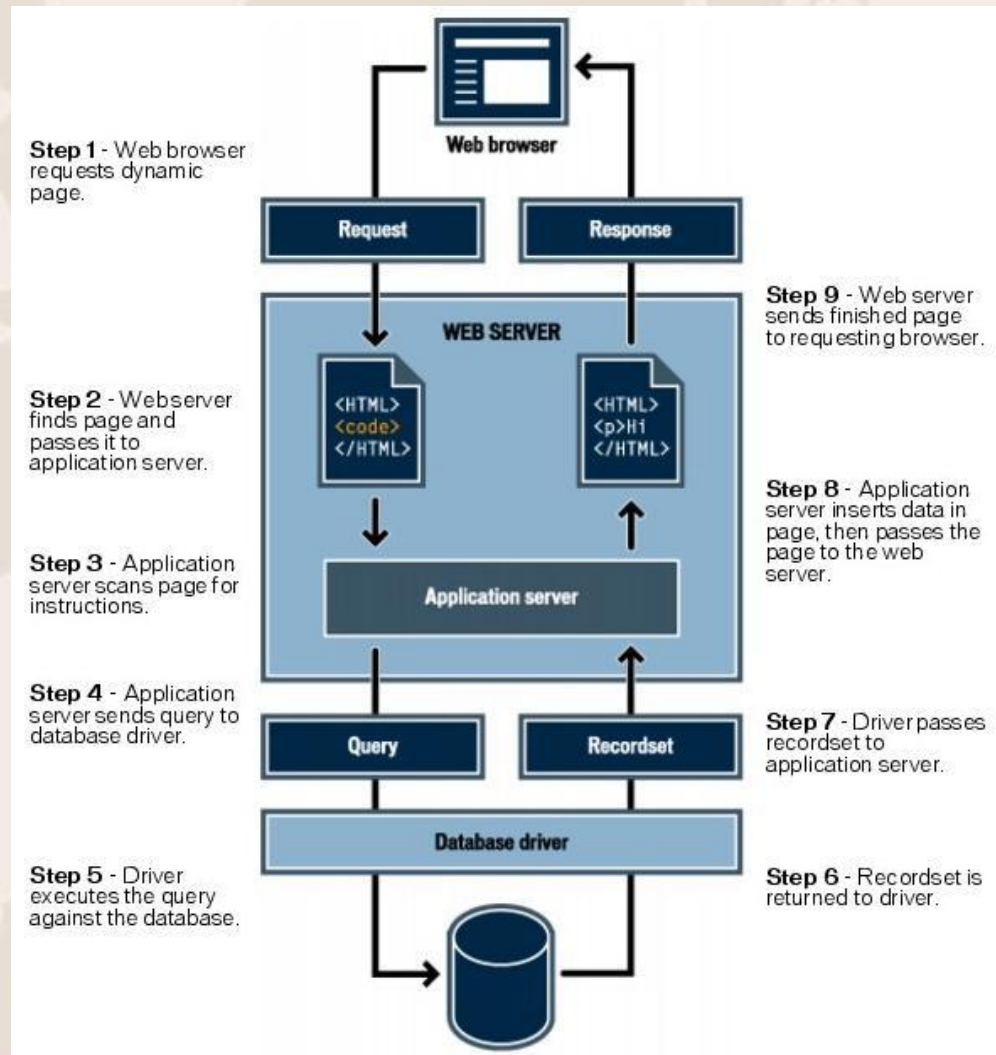 Web browser
Step 1 - Web browser
requests dynamic
page.
Request
Response
Step 9 - Web server
sends finished page
to requesting browser.
WEB SERVER
Step 2 - Webserver
finds page and
passes it to
application server.
<HTML>
<code>
</HTML>
<HTML>
<p>Hi
</HTML>
Step 8 - Application
server inserts data in
page, then passes the
page to the web
server.
Step 3 - Application
server scans page for
instructions.
Application server
Step 4 - Application
server sends query to
database driver.
Query
Recordset
Step 7 - Driver passes
recordset to
application server.
Database driver
Step 5 - Driver
executes the query
against the database.
Step 6 - Recordset is
returned to driver.